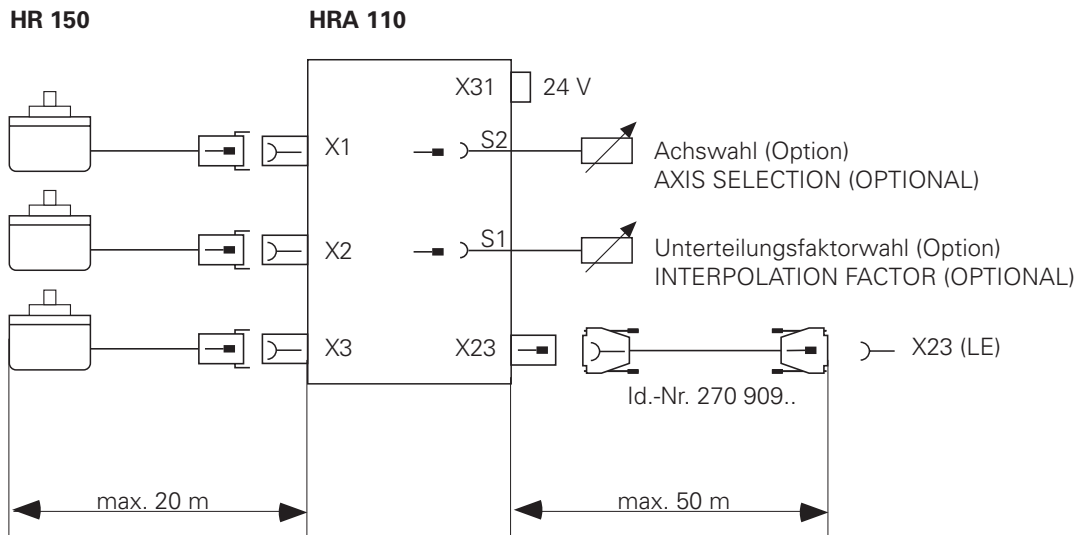 HR 150
HRA 110
X31
24 V
X1
S2
Achswahl (Option)
AXIS SELECTION (OPTIONAL)
X2
S1
Unterteilungsfaktorwahl (Option)
INTERPOLATION FACTOR (OPTIONAL)
X3
X23
X23 (LE)
Id.-Nr. 270 909..
max. 20 m
max. 50 m